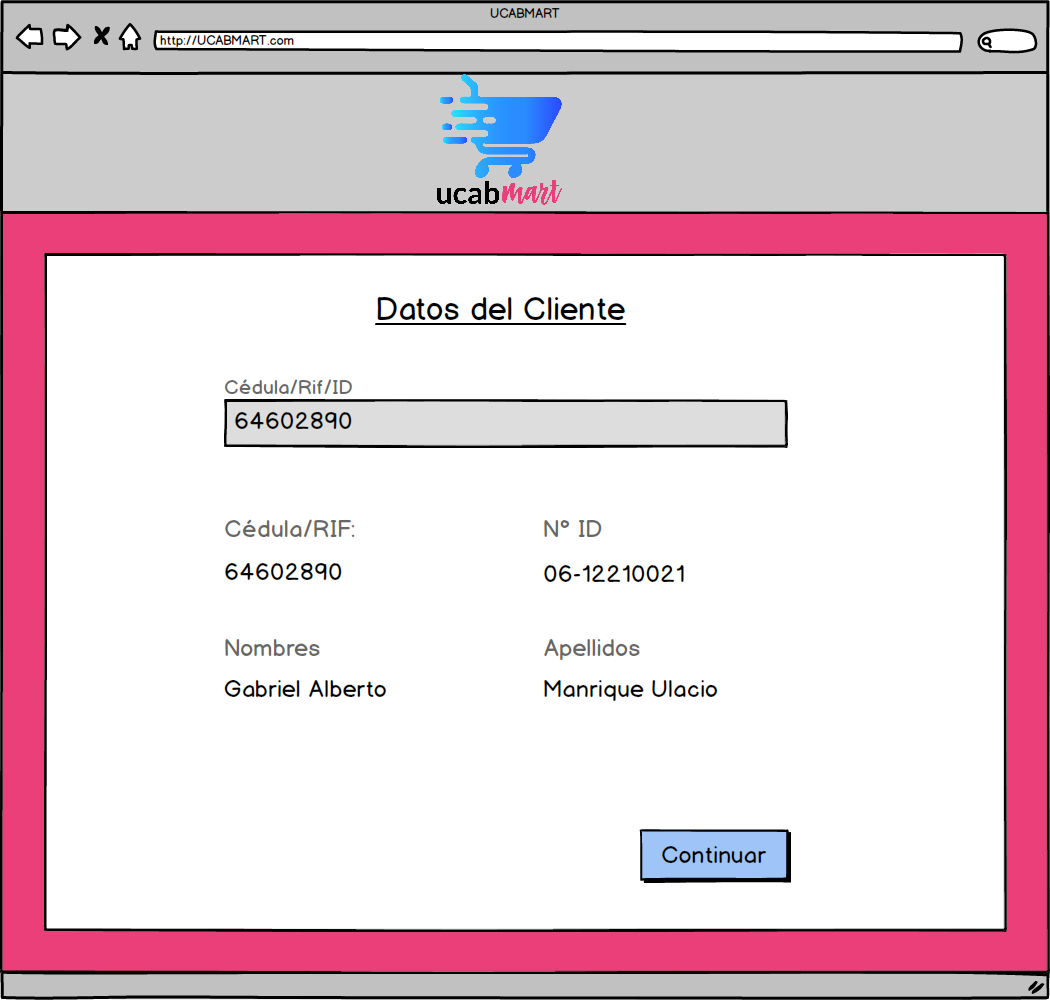 UCABMART
http://UCABMART.com
ucabmart
Datos del Cliente
Cédula/Rif/ID
64602890
Cédula/RIF: N° ID
64602890 06-12210021
Nombres Apellidos
Gabriel Alberto Manrique Ulacio
Continuar